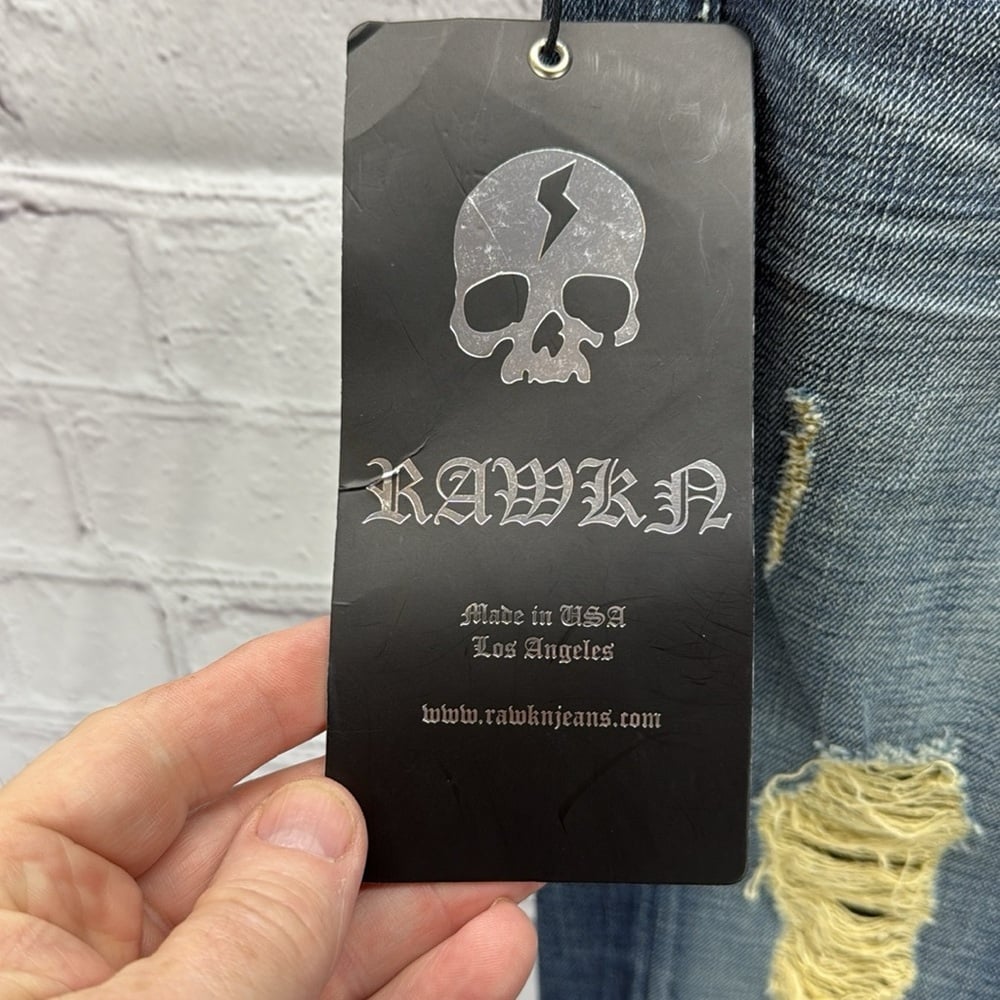 RAWKN
Made in USA
Los Angeles
www.rawknjeans.com